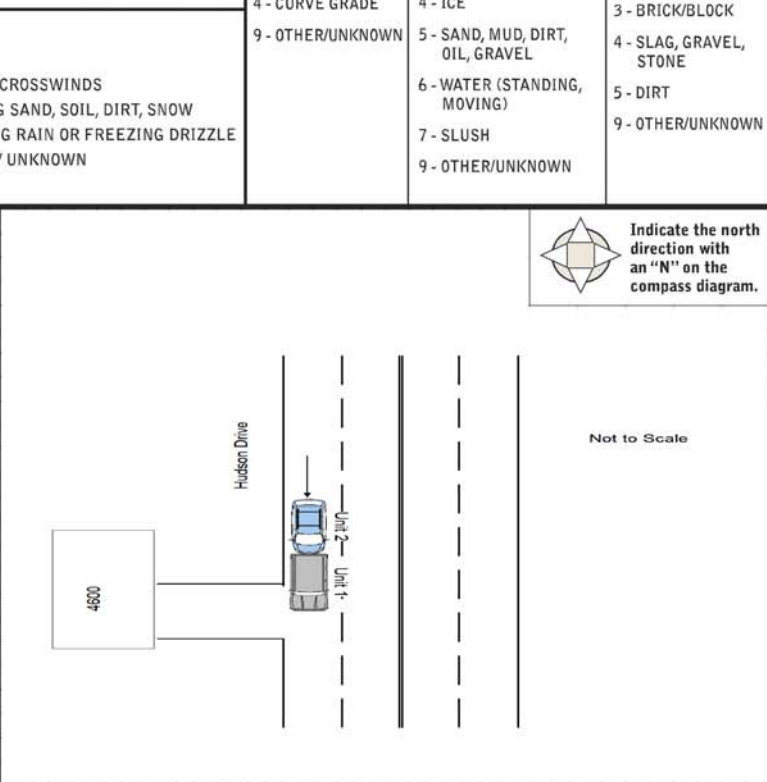 CROSSWINDS
G SAND, SOIL, DIRT, SNOW
G RAIN OR FREEZING DRIZZLE
/ UNKNOWN
4 - CURVE GRADE
9 - OTHER/UNKNOWN
4 - ICE
5 - SAND, MUD, DIRT,
OIL, GRAVEL
6 - WATER (STANDING,
MOVING)
7 - SLUSH
9 - OTHER/UNKNOWN
3 - BRICK/BLOCK
4 - SLAG, GRAVEL,
STONE
5 - DIRT
9 - OTHER/UNKNOWN
Indicate the north
direction with
an "N" on the
compass diagram.
Hudson Drive
Not to Scale
Unit 2
Unit 1
4600